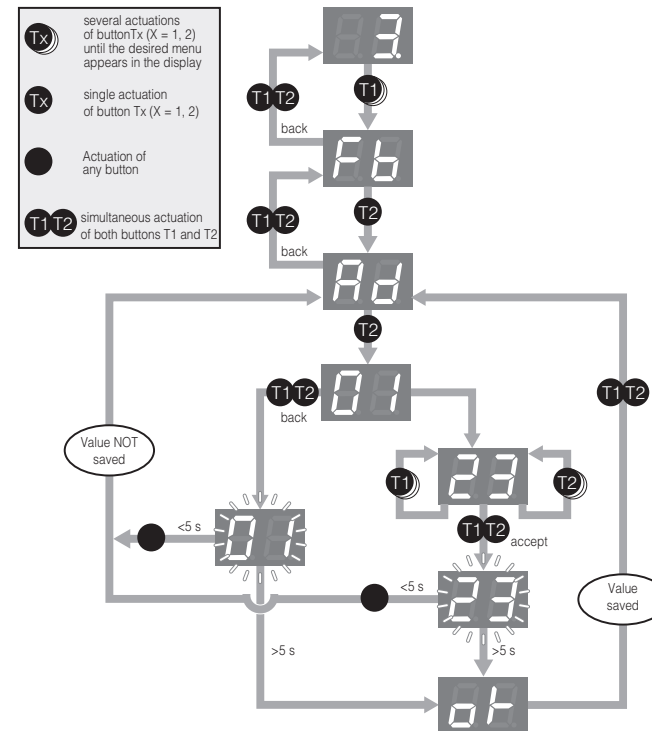 Tx
several actuations
of buttonTx (X = 1, 2)
until the desired menu
appears in the display
Tx
single actuation
of button Tx (X = 1, 2)
Actuation of
any button
T1 T2
simultaneous actuation
of both buttons T1 and T2
3.
T1 T2
T1
back
Fb
T1 T2
T2
back
Ad
T2
01
T1 T2
back
T1 T2
Value NOT
saved
23
T1
T2
T1 T2
accept
01
<5 s
23
<5 s
Value
saved
>5 s
>5 s
ok